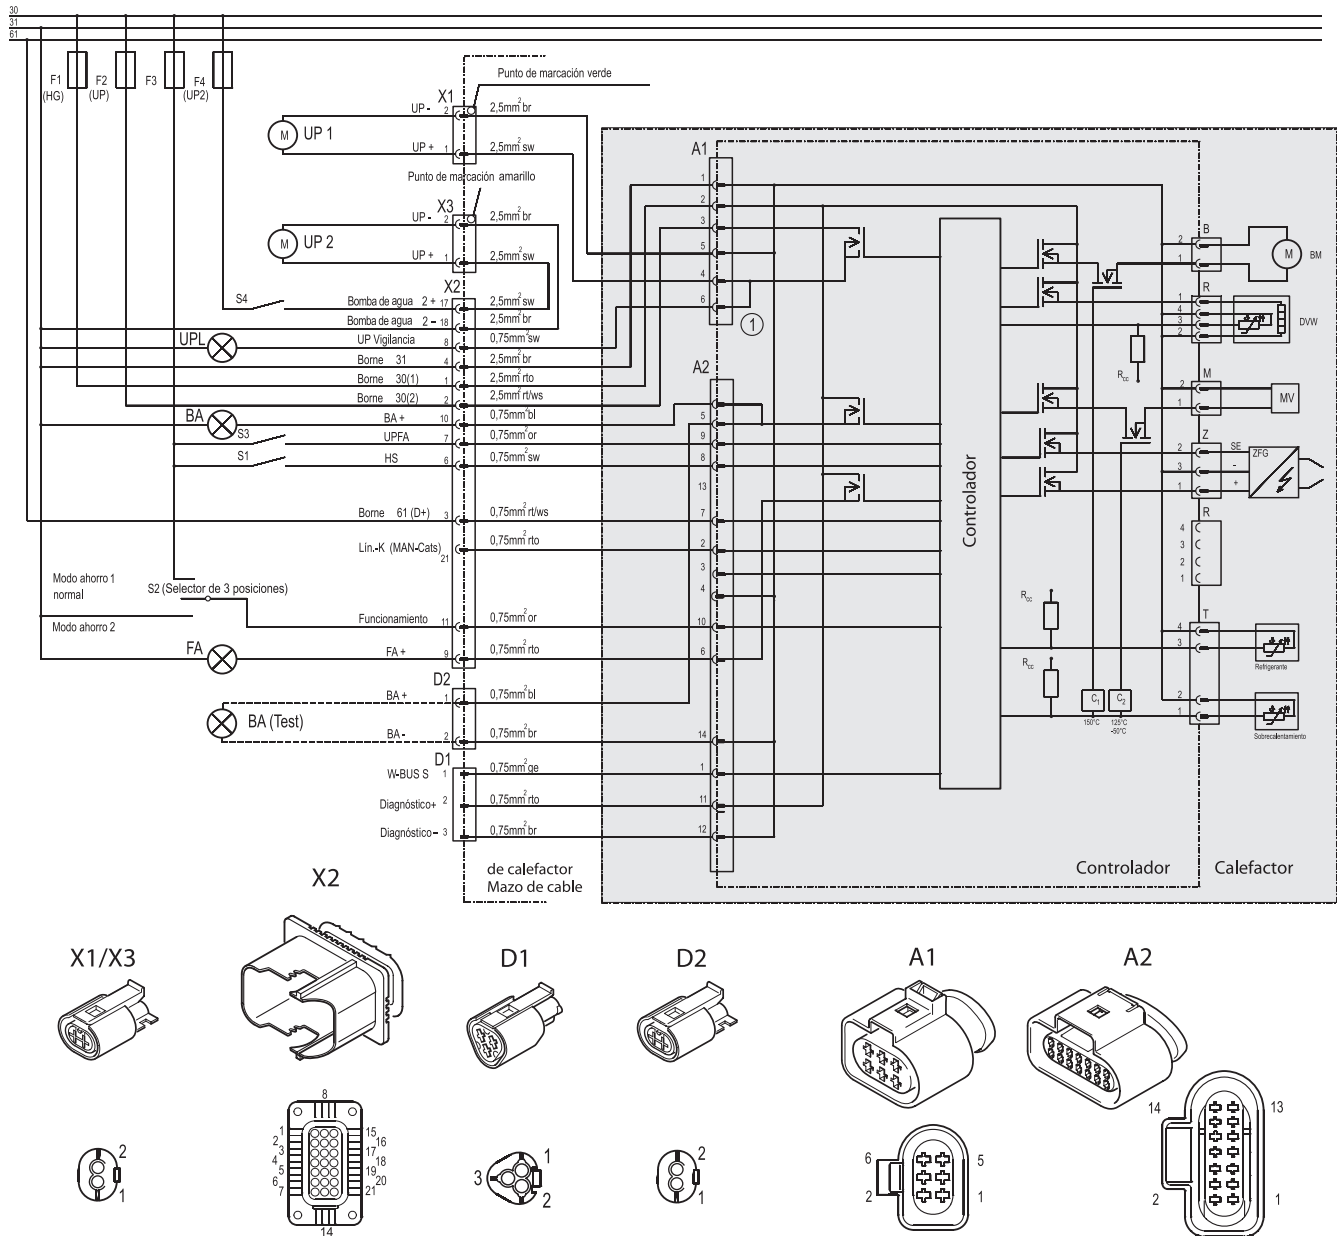 30
31
61
F1
(HG)
F2
(UP)
F3
F4
(UP2)
Punto de marcación verde
X1
UP - 2 2,5mm² br
M UP 1
UP + 1 2,5mm² sw
Punto de marcación amarillo
X3
UP - 2 2,5mm² br
M UP 2
UP + 1 2,5mm² sw
X2
S4
Bomba de agua 2 + 17 2,5mm² sw
Bomba de agua 2 - 18 2,5mm² br
UPL
UP Vigilancia 8 0,75mm² sw
Borne 31 4 2,5mm² br
Borne 30(1) 1 2,5mm² rto
Borne 30(2) 2 2,5mm² rt/ws
BA
BA + 10 0,75mm² bl
S3
UPFA 7 0,75mm² or
S1
HS 6 0,75mm² sw
Borne 61 (D+) 3 0,75mm² rt/ws
Lín.-K (MAN-Cats) 21 0,75mm² rto
Modo ahorro 1
normal
S2 (Selector de 3 posiciones)
Modo ahorro 2
Funcionamiento 11 0,75mm² or
FA
FA + 9 0,75mm² rto
D2
BA + 1 0,75mm² bl
BA (Test)
BA - 2 0,75mm² br
D1
W-BUS S 1 0,75mm² ge
Diagnóstico+ 2 0,75mm² rto
Diagnóstico- 3 0,75mm² br
de calefactor
Mazo de cable
A1
1
2
3
5
4
6
1
A2
5
9
8
13
7
2
3
4
10
6
14
1
11
12
Controlador
Rcc
Rcc
Rcc
C1
150°C
C2
125°C
-50°C
B
2
1
M
BM
R
1
4
3
2
DVW
M
2
1
MV
Z
2 SE
3 -
1 +
ZFG
R
4
3
2
1
T
4
3
Refrigerante
2
1
Sobrecalentamiento
Controlador
Calefactor
X1/X3
X2
D1
D2
A1
A2
2
1
8
1
2
3
4
5
6
7
15
16
17
18
19
20
21
14
3
1
2
2
1
6
5
2
1
14
13
2
1